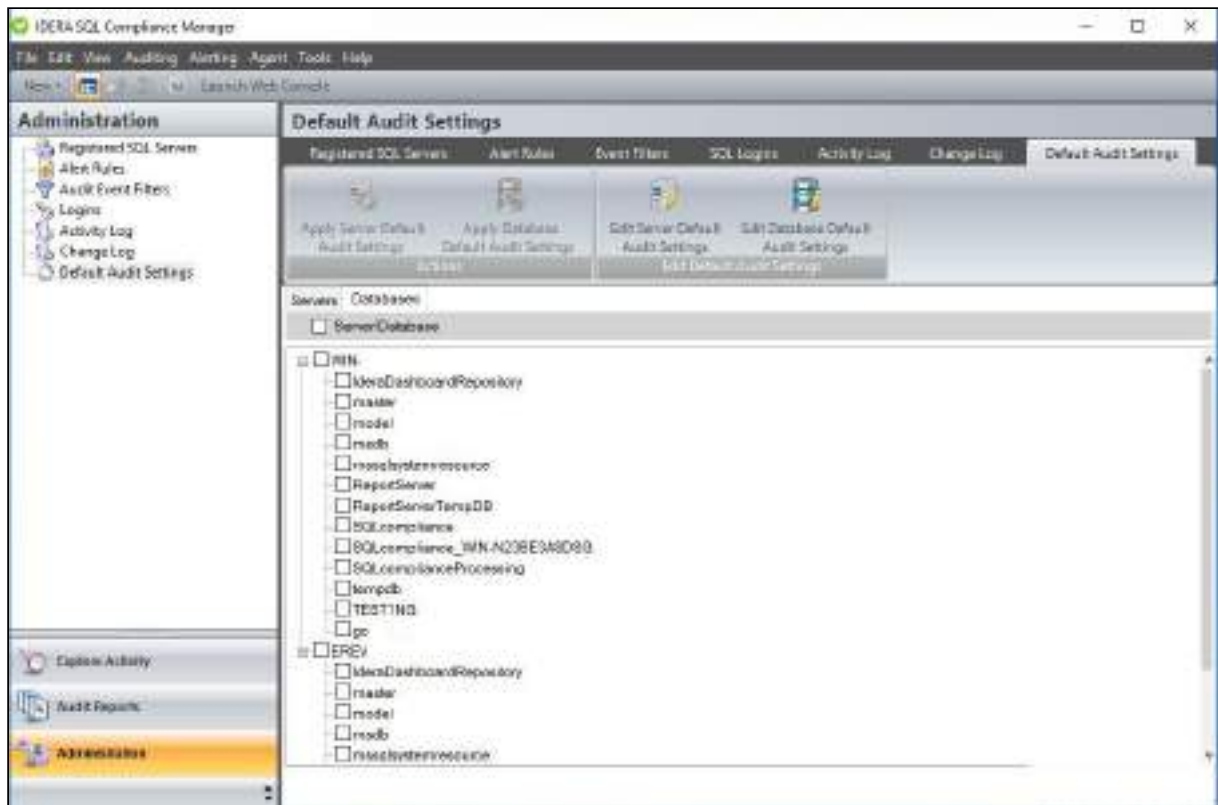 IDERA SQL Compliance Manager
File Edit View Auditing Alerting Agent Tools Help
New Launch Web Console
Administration
Registered SQL Servers
Alert Rules
Audit Event Filters
Logins
Activity Log
Change Log
Default Audit Settings
Explore Activity
Audit Reports
Administration
Default Audit Settings
Registered SQL Servers Alert Rules Event Filters SQL Logins Activity Log Change Log Default Audit Settings
Apply Server Default Audit Settings
Apply Database Default Audit Settings
Edit Server Default Audit Settings
Edit Database Default Audit Settings
Edit Default Audit Settings
Servers Databases
Server/Database
WIN-
IderaDashboardRepository
master
model
msdb
mssqlsystemresource
ReportServer
ReportServerTempDB
SQLcompliance
SQLcomplianceProcessing
tempdb
TESTING
go
EREV
IderaDashboardRepository
master
model
msdb
mssqlsystemresource